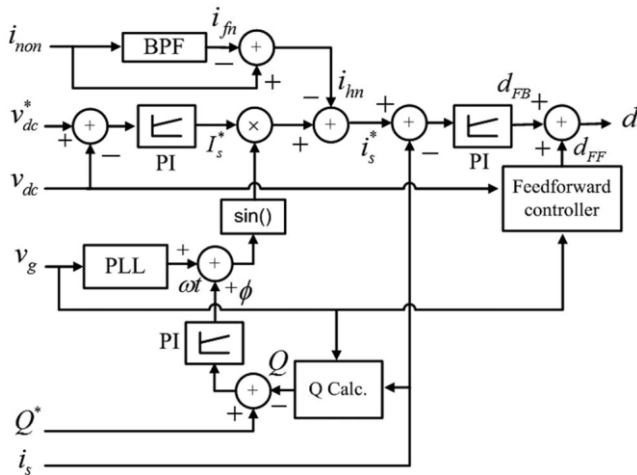 i_non
BPF
i_fn
−
+
+
i_hn
−
v*_dc
+
+
−
PI
I*_s
×
+
+
i*_s
+
+
−
PI
d_FB
+
+
+
d
d_FF
v_dc
Feedforward
controller
sin()
v_g
PLL
+
+
ωt
+ϕ
PI
Q
Q Calc.
+
−
+
Q*
i_s